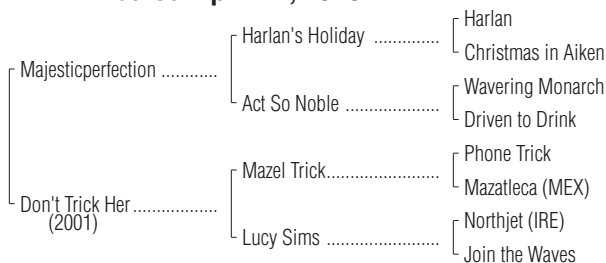 Harlan
Harlan's Holiday .............
Christmas in Aiken
Majesticperfection ...........
Wavering Monarch
Act So Noble .....................
Driven to Drink
Phone Trick
Mazel Trick.........................
Mazatleca (MEX)
Don't Trick Her .................
(2001)
Northjet (IRE)
Lucy Sims .........................
Join the Waves